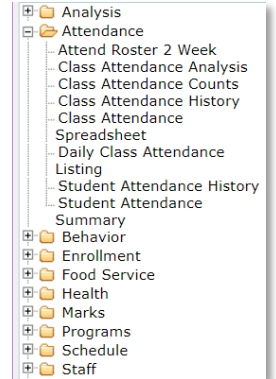 Analysis
Attendance
Attend Roster 2 Week
Class Attendance Analysis
Class Attendance Counts
Class Attendance History
Class Attendance
Spreadsheet
Daily Class Attendance
Listing
Student Attendance History
Student Attendance
Summary
Behavior
Enrollment
Food Service
Health
Marks
Programs
Schedule
Staff